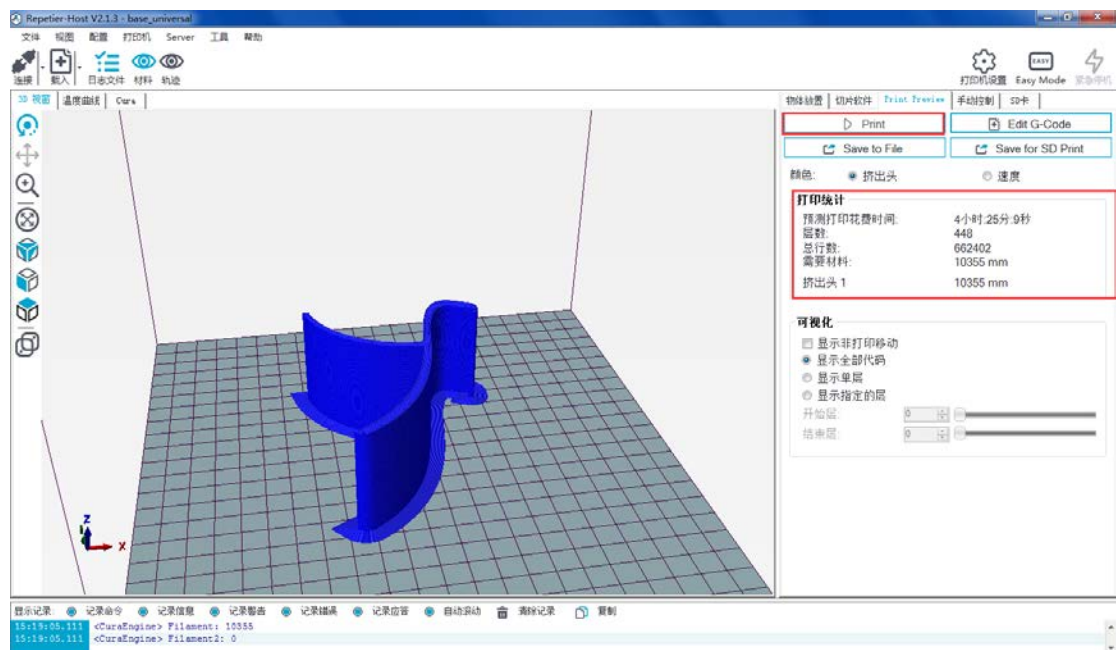 Repetier-Host V2.1.3 - base_universal
文件 视图 配置 打印机 Server 工具 帮助
连接 载入 日志文件 材料 轨迹 打印机设置 EASY Easy Mode 紧急停机
3D 视窗 温度曲线 Cura 物体放置 切片软件 Print Preview 手动控制 SD卡
Print Edit G-Code
Save to File Save for SD Print
颜色: 挤出头 速度
打印统计
预测打印花费时间: 4小时:25分:9秒
层数: 448
总行数: 662402
需要材料: 10355 mm
挤出头 1 10355 mm
可视化
显示非打印移动
显示全部代码
显示单层
显示指定的层
开始层: 0
结束层: 0
Z
X
显示记录: 记录命令 记录信息 记录警告 记录错误 记录应答 自动滚动 清除记录 复制
15:19:05.111 <CuraEngine> Filament: 10355
15:19:05.111 <CuraEngine> Filament2: 0